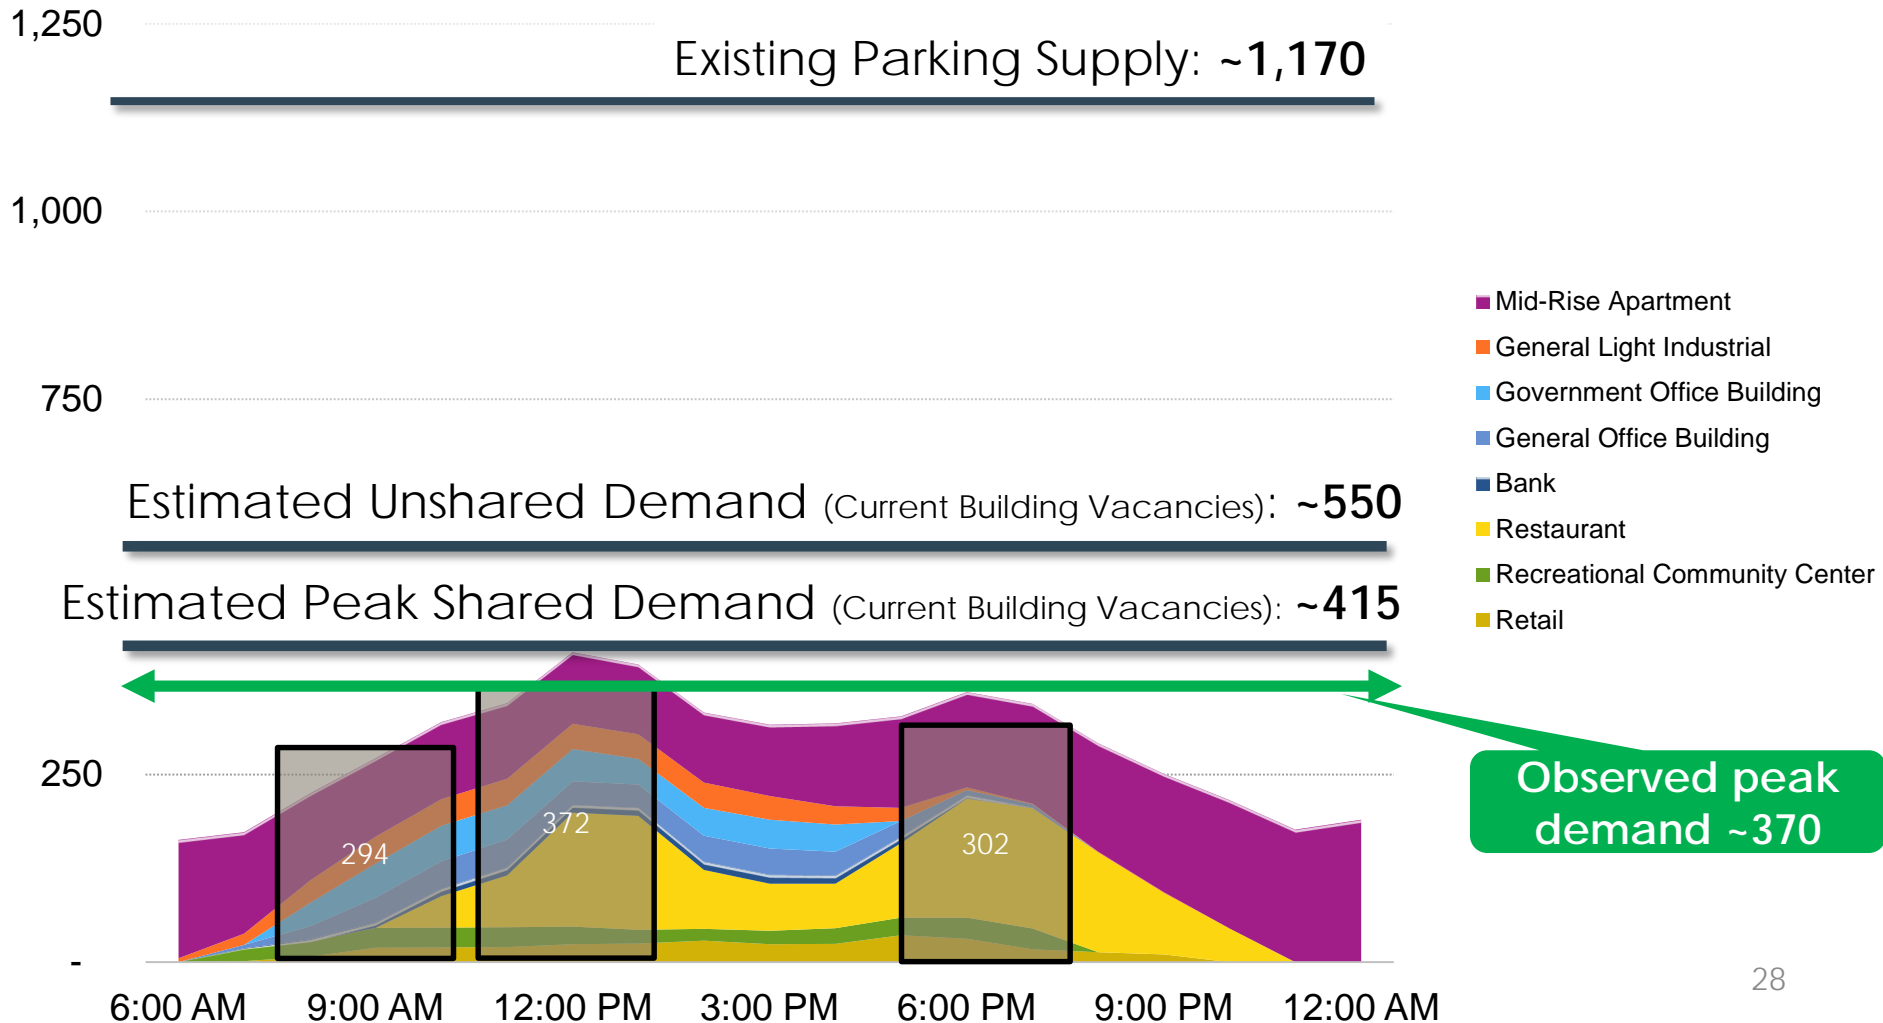 1,250
Existing Parking Supply: ~1,170
1,000
750
Estimated Unshared Demand (Current Building Vacancies): ~550
Estimated Peak Shared Demand (Current Building Vacancies): ~415
250
-
294
372
302
6:00 AM
9:00 AM
12:00 PM
3:00 PM
6:00 PM
9:00 PM
12:00 AM
Mid-Rise Apartment
General Light Industrial
Government Office Building
General Office Building
Bank
Restaurant
Recreational Community Center
Retail
Observed peak
demand ~370
28